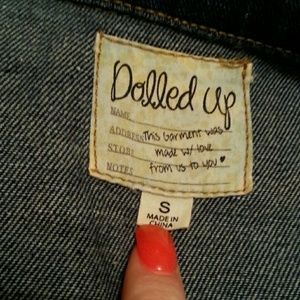 Dolled Up
NAME
ADDRESS This Garment was
STORE made w/ love
NOTES from us to you ♥
S
MADE IN
CHINA